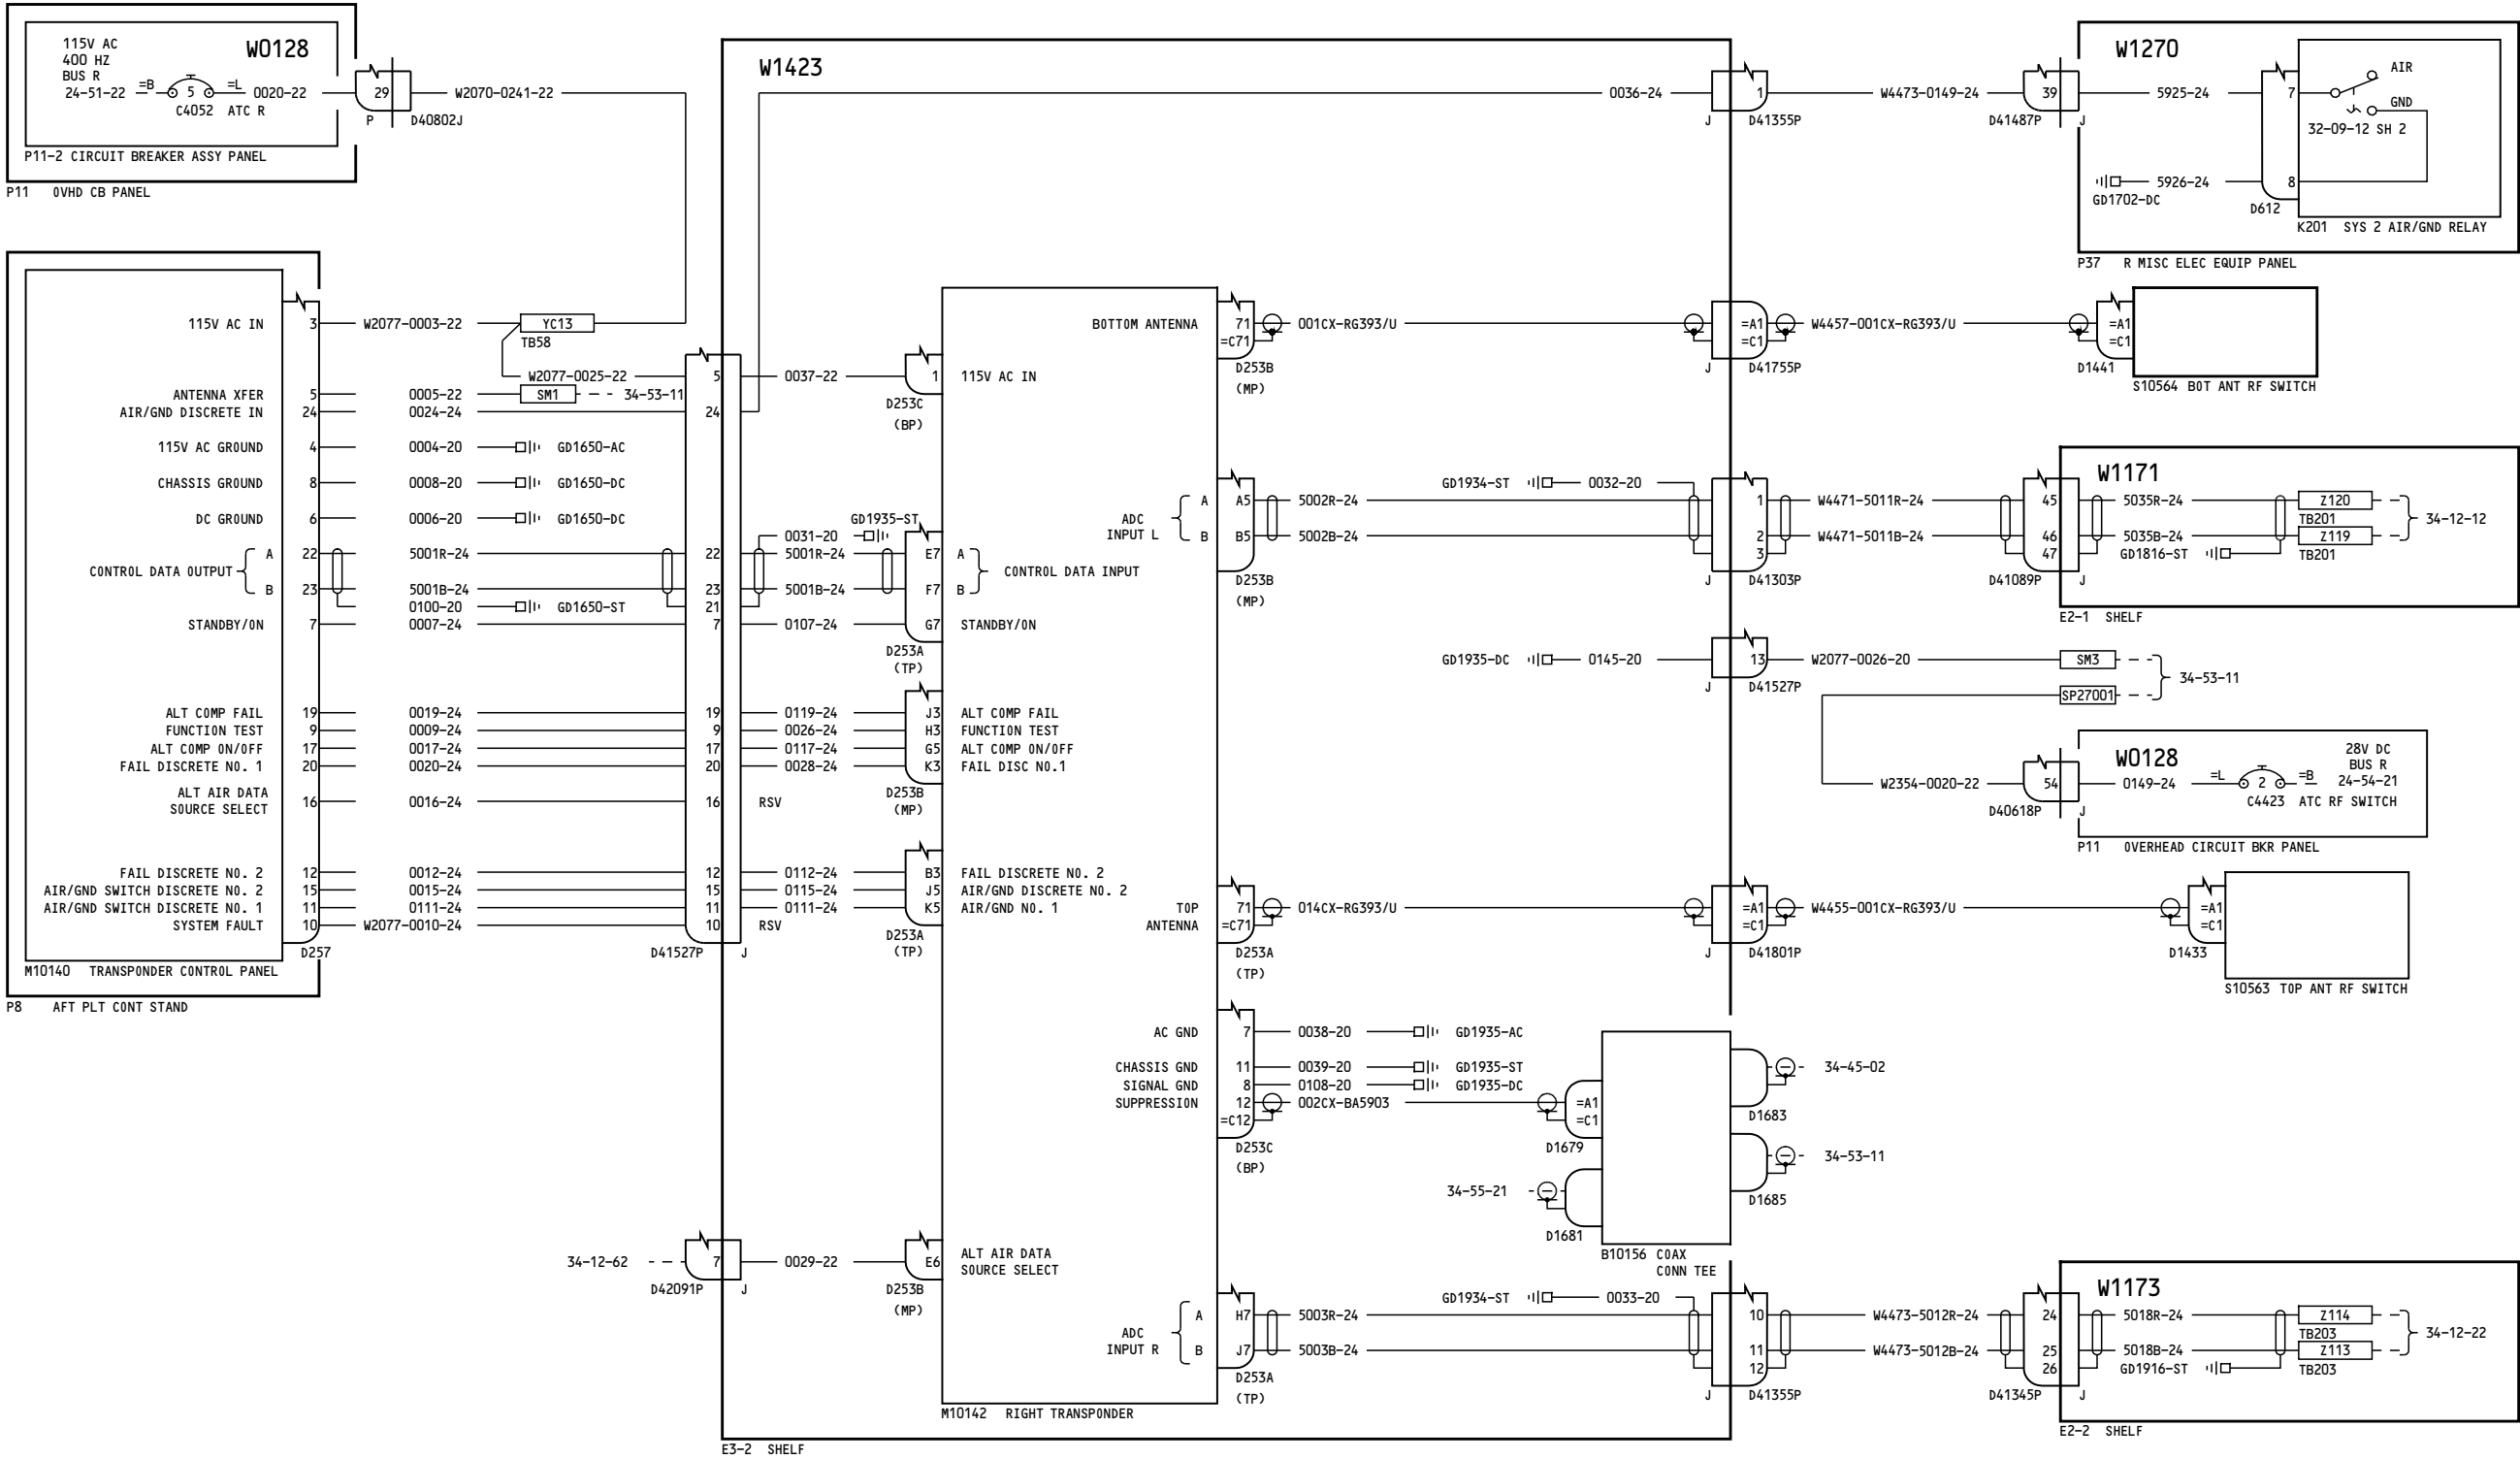 115V AC
400 HZ
BUS R
24-51-22
=B
5
=L
0020-22
C4052 ATC R
W0128
29
P
D40802J
W2070-0241-22
P11-2 CIRCUIT BREAKER ASSY PANEL
P11 OVHD CB PANEL
W1423
0036-24
1
J
D41355P
W4473-0149-24
39
D41487P
J
W1270
5925-24
7
AIR
GND
32-09-12 SH 2
GD1702-DC
5926-24
8
D612
K201 SYS 2 AIR/GND RELAY
P37 R MISC ELEC EQUIP PANEL
115V AC IN
3
W2077-0003-22
YC13
TB58
W2077-0025-22
5
0037-22
1
115V AC IN
D253C
(BP)
ANTENNA XFER
5
0005-22
SM1
34-53-11
AIR/GND DISCRETE IN
24
0024-24
24
115V AC GROUND
4
0004-20
GD1650-AC
CHASSIS GROUND
8
0008-20
GD1650-DC
DC GROUND
6
0006-20
GD1650-DC
CONTROL DATA OUTPUT
A
22
5001R-24
22
B
23
5001B-24
23
0100-20
GD1650-ST
21
STANDBY/ON
7
0007-24
7
0031-20
GD1935-ST
5001R-24
E7
A
CONTROL DATA INPUT
5001B-24
F7
B
0107-24
G7
STANDBY/ON
D253A
(TP)
ALT COMP FAIL
19
0019-24
19
0119-24
J3
ALT COMP FAIL
FUNCTION TEST
9
0009-24
9
0026-24
H3
FUNCTION TEST
ALT COMP ON/OFF
17
0017-24
17
0117-24
G5
ALT COMP ON/OFF
FAIL DISCRETE NO. 1
20
0020-24
20
0028-24
K3
FAIL DISC NO.1
D253B
(MP)
ALT AIR DATA
SOURCE SELECT
16
0016-24
16
RSV
FAIL DISCRETE NO. 2
12
0012-24
12
0112-24
B3
FAIL DISCRETE NO. 2
AIR/GND SWITCH DISCRETE NO. 2
15
0015-24
15
0115-24
J5
AIR/GND DISCRETE NO. 2
AIR/GND SWITCH DISCRETE NO. 1
11
0111-24
11
0111-24
K5
AIR/GND NO. 1
SYSTEM FAULT
10
W2077-0010-24
10
RSV
D257
D41527P
J
D253A
(TP)
M10140 TRANSPONDER CONTROL PANEL
P8 AFT PLT CONT STAND
34-12-62
7
D42091P
J
0029-22
E6
ALT AIR DATA
SOURCE SELECT
D253B
(MP)
M10142 RIGHT TRANSPONDER
E3-2 SHELF
BOTTOM ANTENNA
71
=C71
D253B
(MP)
001CX-RG393/U
=A1
=C1
J
D41755P
W4457-001CX-RG393/U
=A1
=C1
D1441
S10564 BOT ANT RF SWITCH
ADC
INPUT L
A
A5
B
B5
D253B
(MP)
5002R-24
5002B-24
GD1934-ST
0032-20
1
2
3
J
D41303P
W4471-5011R-24
W4471-5011B-24
45
46
47
D41089P
J
W1171
5035R-24
Z120
TB201
5035B-24
Z119
TB201
GD1816-ST
34-12-12
E2-1 SHELF
GD1935-DC
0145-20
13
J
D41527P
W2077-0026-20
SM3
SP27001
34-53-11
W2354-0020-22
54
D40618P
J
W0128
0149-24
=L
2
=B
28V DC
BUS R
24-54-21
C4423 ATC RF SWITCH
P11 OVERHEAD CIRCUIT BKR PANEL
TOP
ANTENNA
71
=C71
D253A
(TP)
014CX-RG393/U
=A1
=C1
J
D41801P
W4455-001CX-RG393/U
=A1
=C1
D1433
S10563 TOP ANT RF SWITCH
AC GND
7
0038-20
GD1935-AC
CHASSIS GND
11
0039-20
GD1935-ST
SIGNAL GND
8
0108-20
GD1935-DC
SUPPRESSION
12
=C12
002CX-BA5903
D253C
(BP)
=A1
=C1
D1679
34-55-21
D1681
34-45-02
D1683
34-53-11
D1685
B10156 COAX
CONN TEE
ADC
INPUT R
A
H7
B
J7
D253A
(TP)
5003R-24
5003B-24
GD1934-ST
0033-20
10
11
12
J
D41355P
W4473-5012R-24
W4473-5012B-24
24
25
26
D41345P
J
W1173
5018R-24
Z114
TB203
5018B-24
Z113
TB203
GD1916-ST
34-12-22
E2-2 SHELF